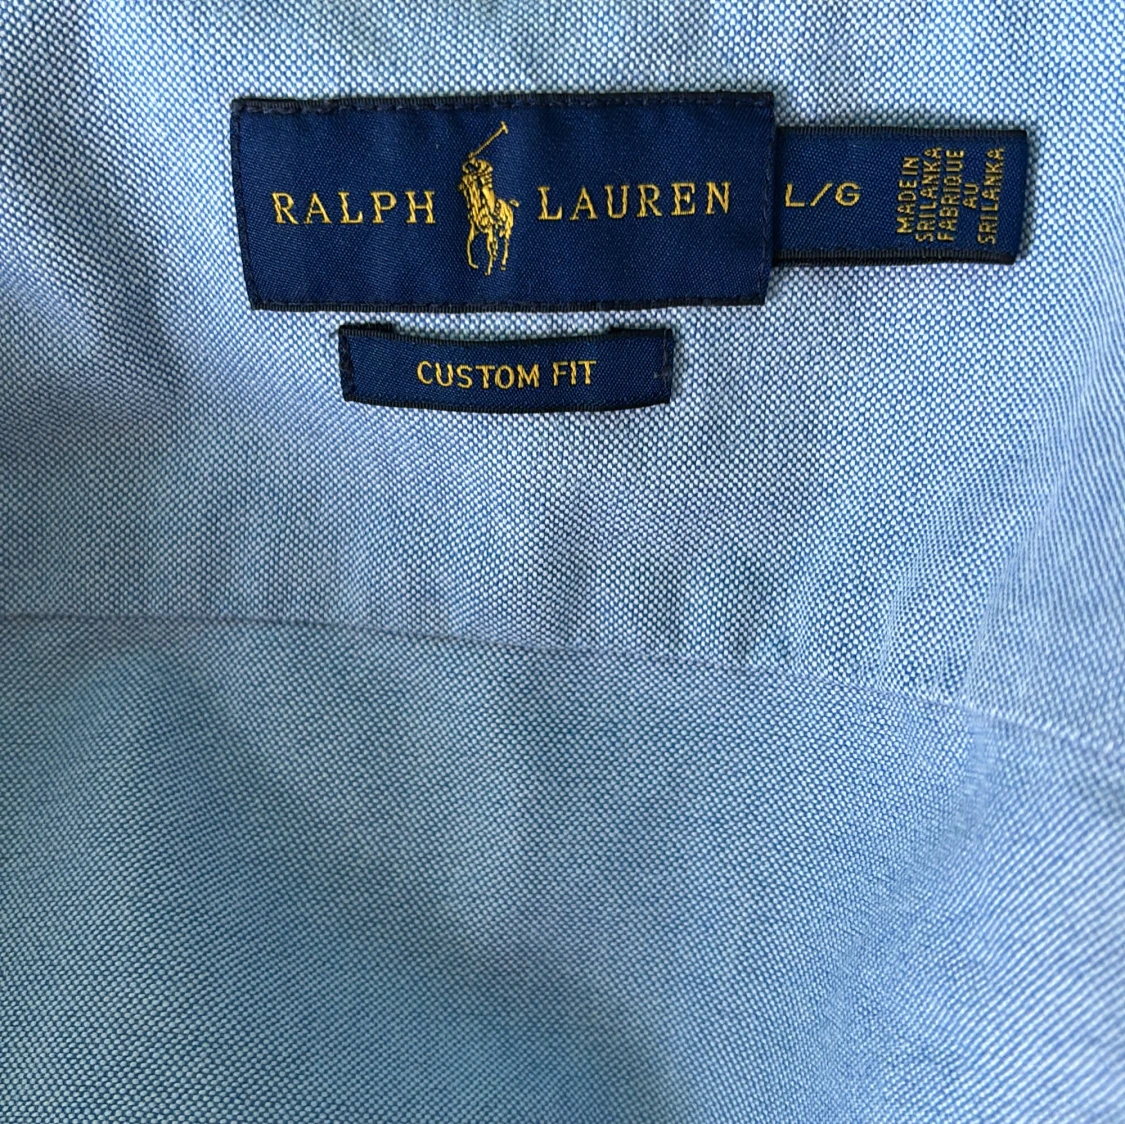 RALPH LAUREN
L/G
MADE IN
SRI LANKA
FABRIQUE
AU
SRI LANKA
CUSTOM FIT